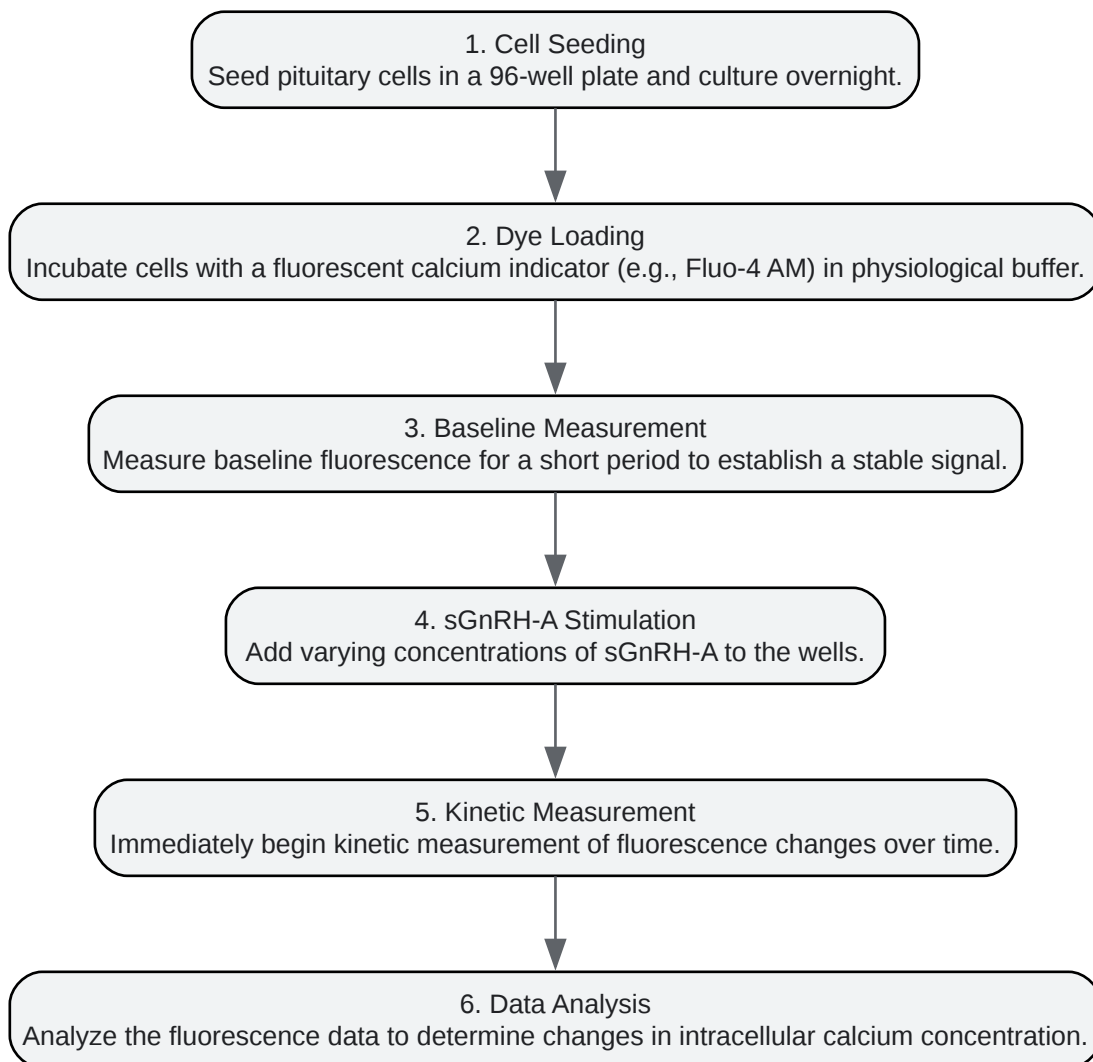 1. Cell Seeding
Seed pituitary cells in a 96-well plate and culture overnight.
2. Dye Loading
Incubate cells with a fluorescent calcium indicator (e.g., Fluo-4 AM) in physiological buffer.
3. Baseline Measurement
Measure baseline fluorescence for a short period to establish a stable signal.
4. sGnRH-A Stimulation
Add varying concentrations of sGnRH-A to the wells.
5. Kinetic Measurement
Immediately begin kinetic measurement of fluorescence changes over time.
6. Data Analysis
Analyze the fluorescence data to determine changes in intracellular calcium concentration.